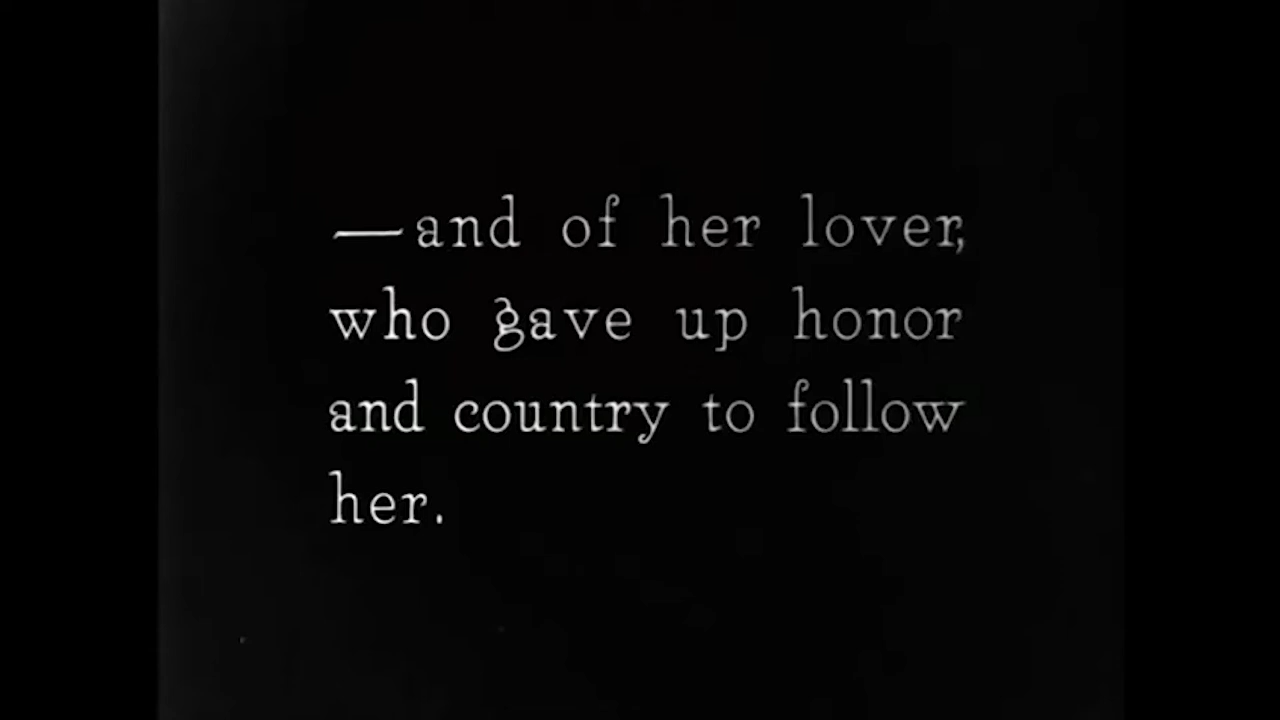 —and of her lover,
who gave up honor
and country to follow
her.